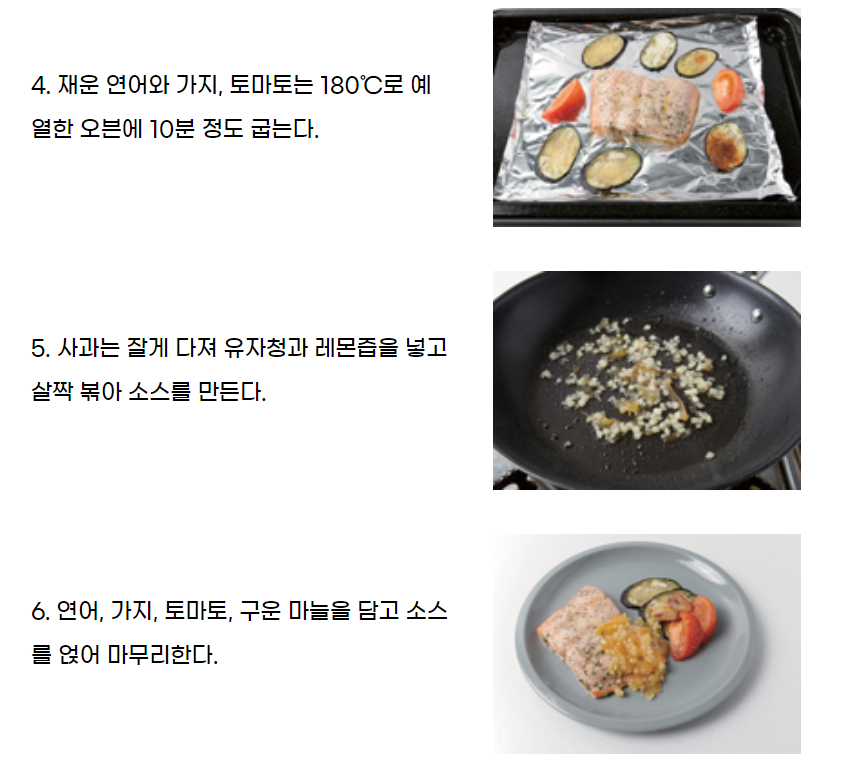 4. 재운 연어와 가지, 토마토는 180℃로 예
열한 오븐에 10분 정도 굽는다.
5. 사과는 잘게 다져 유자청과 레몬즙을 넣고
살짝 볶아 소스를 만든다.
6. 연어, 가지, 토마토, 구운 마늘을 담고 소스
를 얹어 마무리한다.